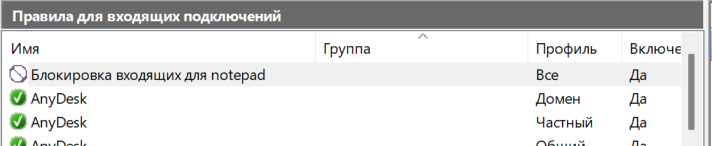 Правила для входящих подключений
Имя Группа Профиль Включе
Блокировка входящих для notepad Все Да
AnyDesk Домен Да
AnyDesk Частный Да
AnyDesk Общий Да